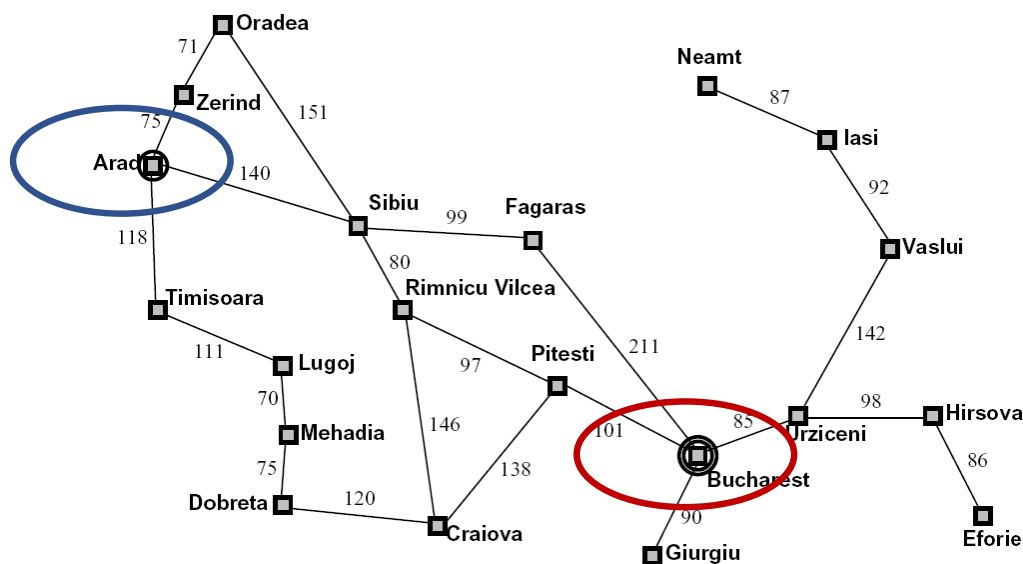 Oradea
71
Neamt
Zerind
87
75
151
Iasi
Arad
140
92
Sibiu
Fagaras
99
118
Vaslui
80
Timisoara
Rimnicu Vilcea
142
111
211
Lugoj
97
Pitesti
70
98
Hirsova
85
Urziceni
146
101
Mehadia
86
75
138
Bucharest
Dobreta
120
90
Craiova
Eforie
Giurgiu